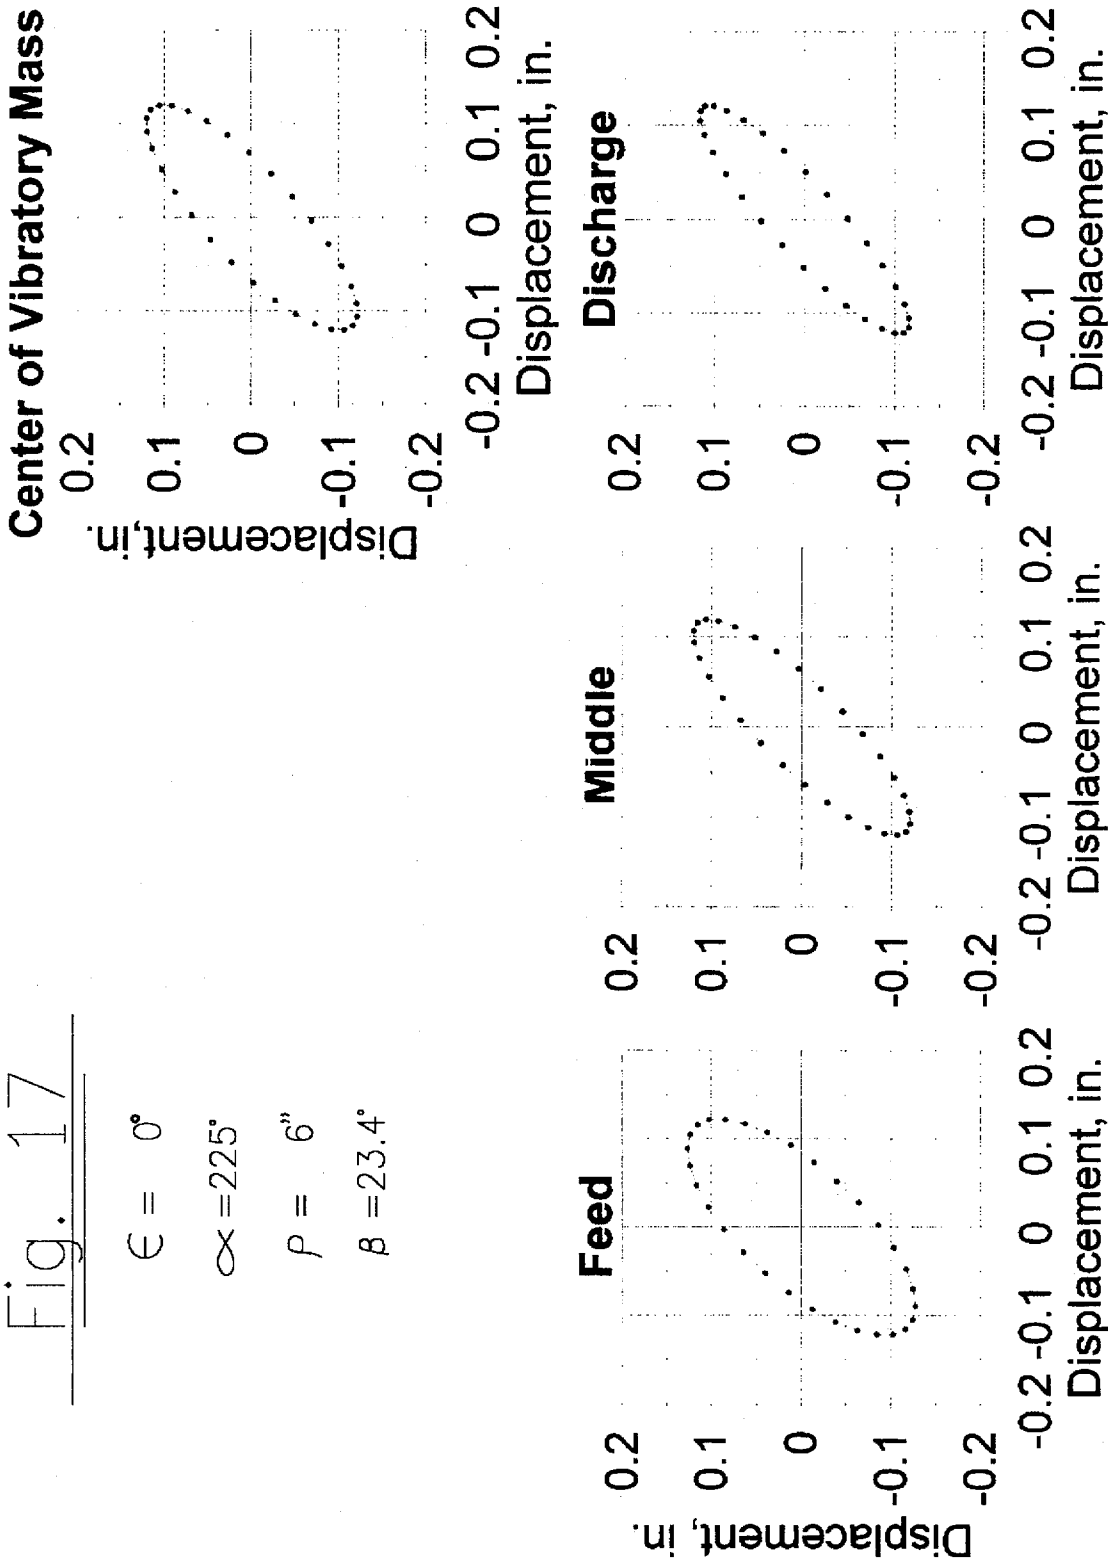 Fig. 17
Є = 0°
∝ =225°
ρ = 6"
β =23.4°
Center of Vibratory Mass
Displacement,in.
0.2
0.1
0
-0.1
-0.2
-0.2 -0.1 0 0.1 0.2
Displacement, in.
Feed
Displacement, in.
0.2
0.1
0
-0.1
-0.2
-0.2 -0.1 0 0.1 0.2
Displacement, in.
Middle
0.2
0.1
0
-0.1
-0.2
-0.2 -0.1 0 0.1 0.2
Displacement, in.
Discharge
0.2
0.1
0
-0.1
-0.2
-0.2 -0.1 0 0.1 0.2
Displacement, in.